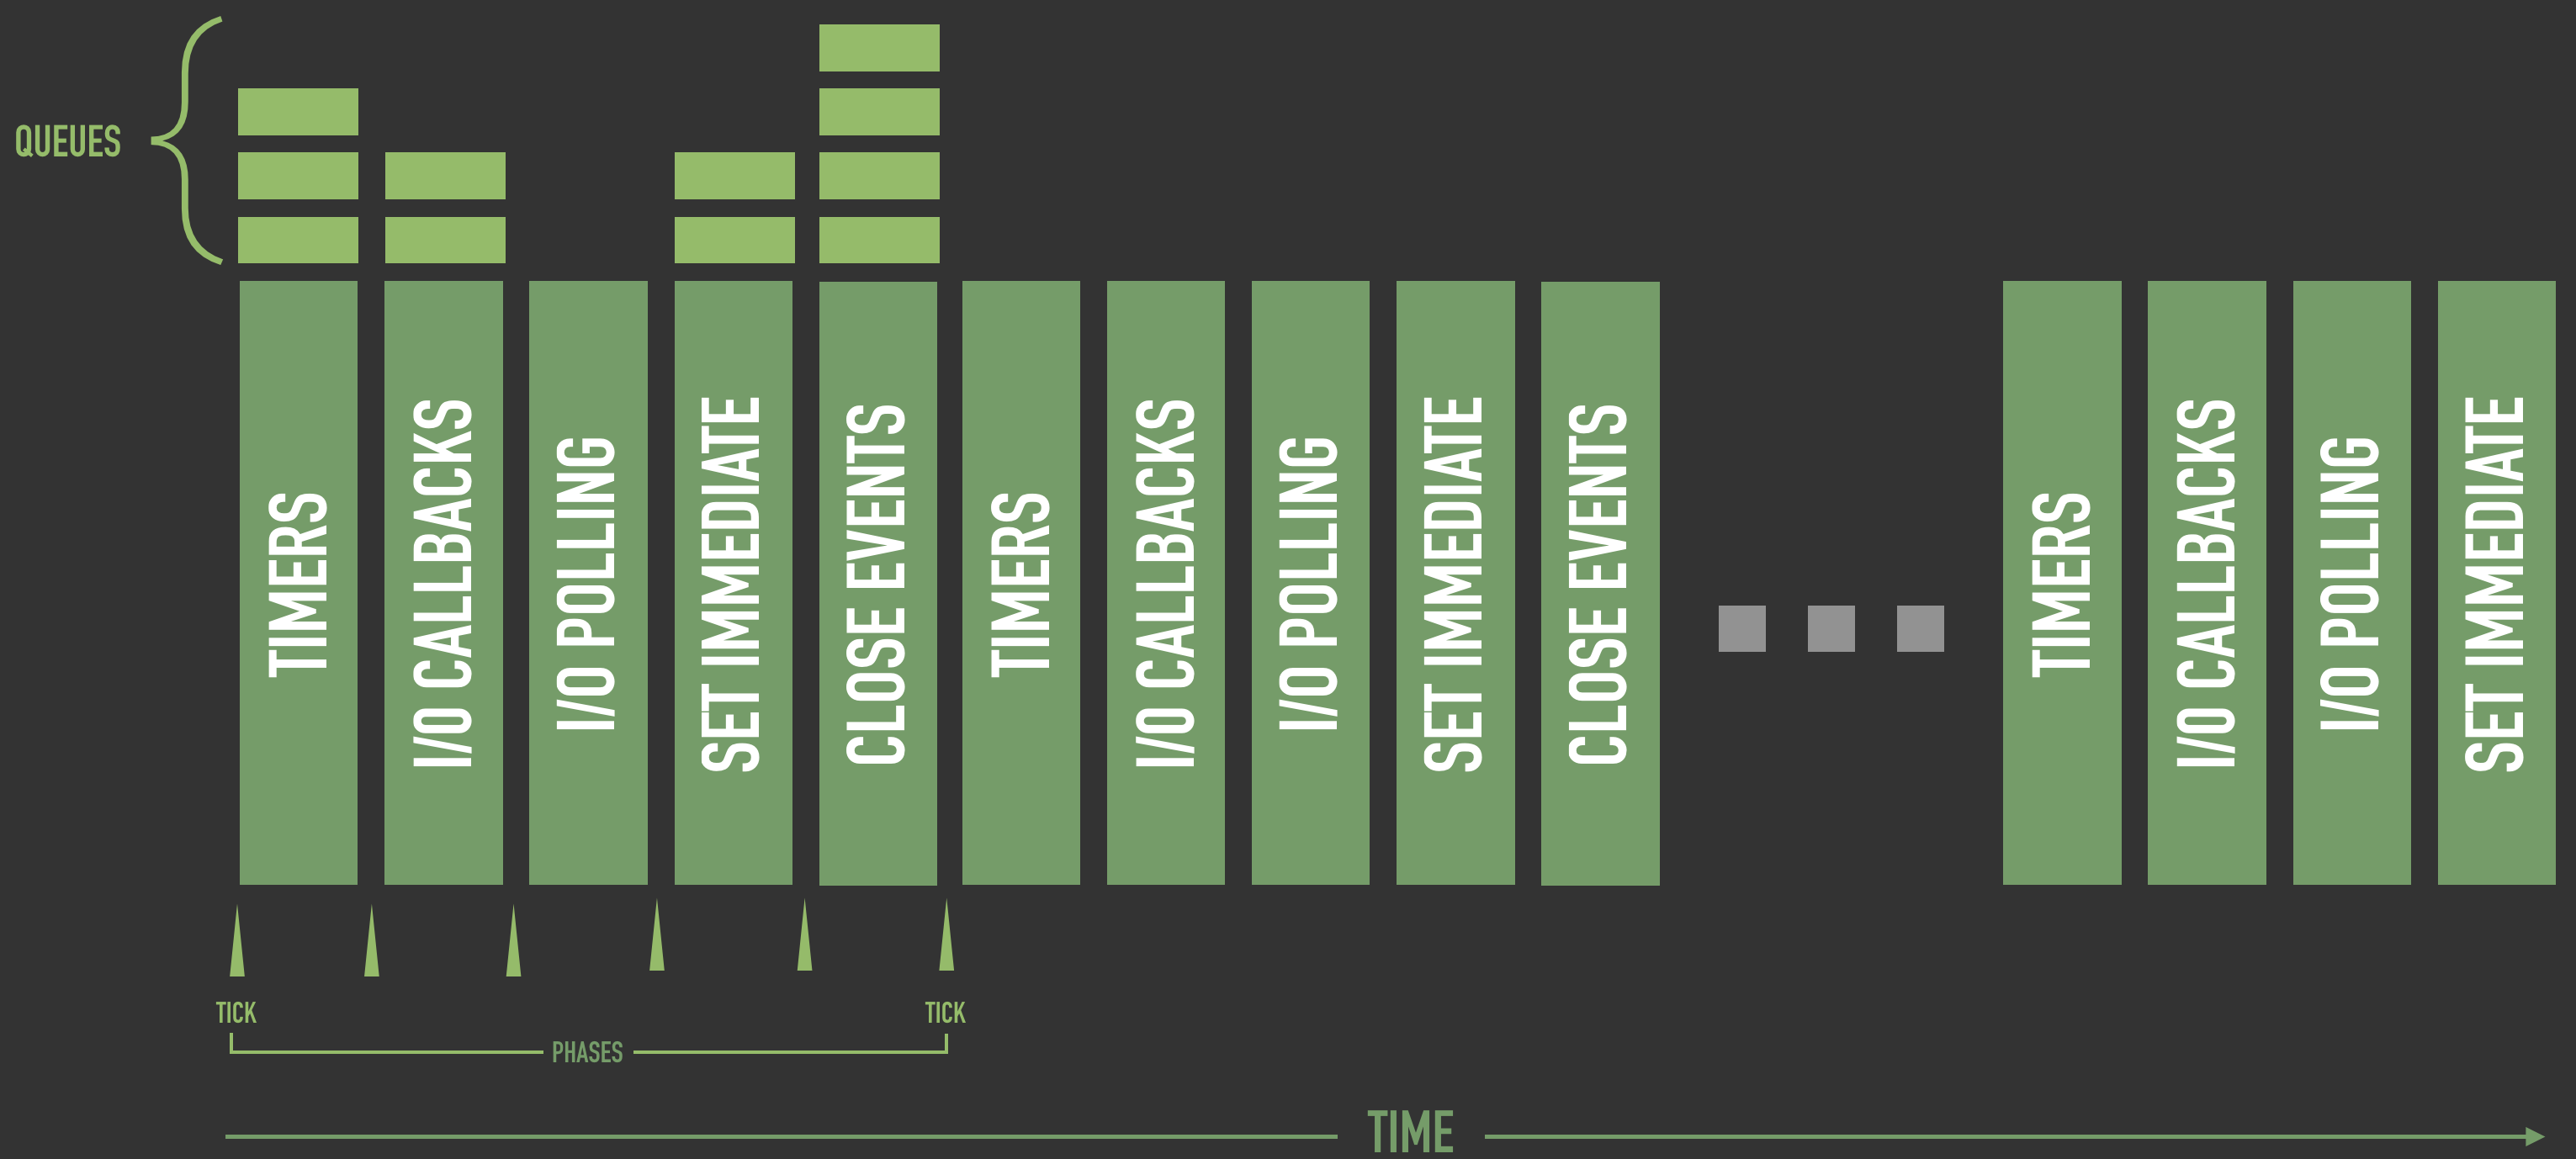 QUEUES
TIMERS
I/O CALLBACKS
I/O POLLING
SET IMMEDIATE
CLOSE EVENTS
TIMERS
I/O CALLBACKS
I/O POLLING
SET IMMEDIATE
CLOSE EVENTS
TIMERS
I/O CALLBACKS
I/O POLLING
SET IMMEDIATE
TICK
TICK
PHASES
TIME